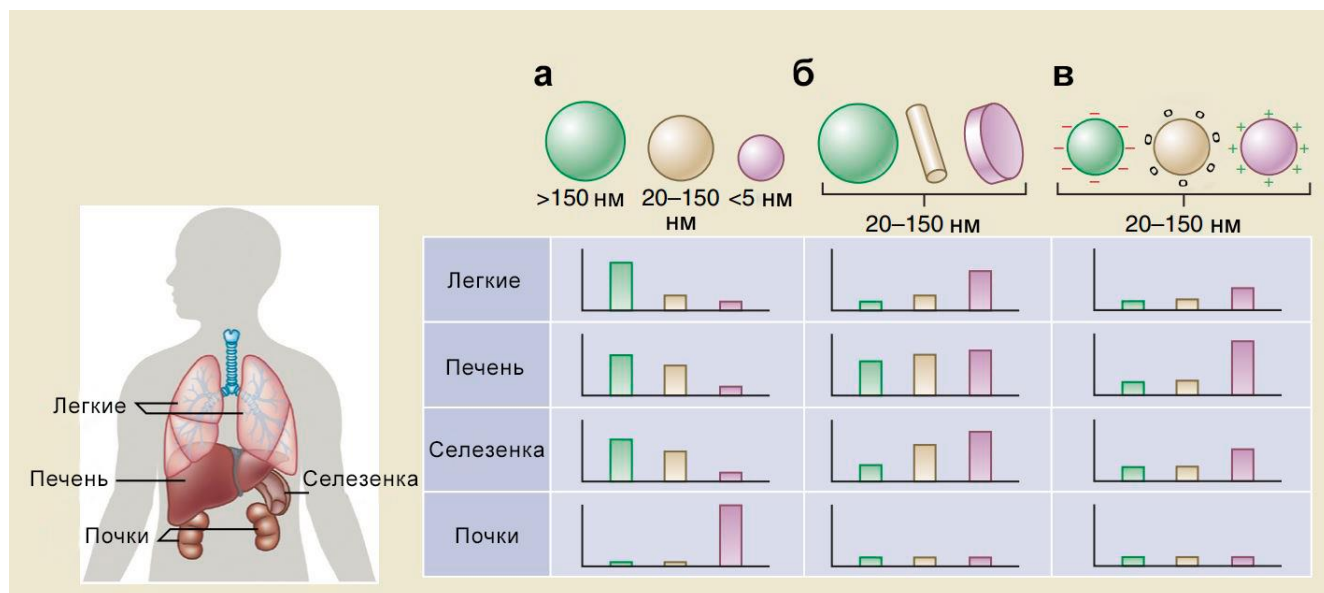 а б в
>150 нм 20–150 <5 нм
нм
20–150 нм 20–150 нм
Легкие
Печень
Селезенка
Почки
Легкие
Печень Селезенка
Почки